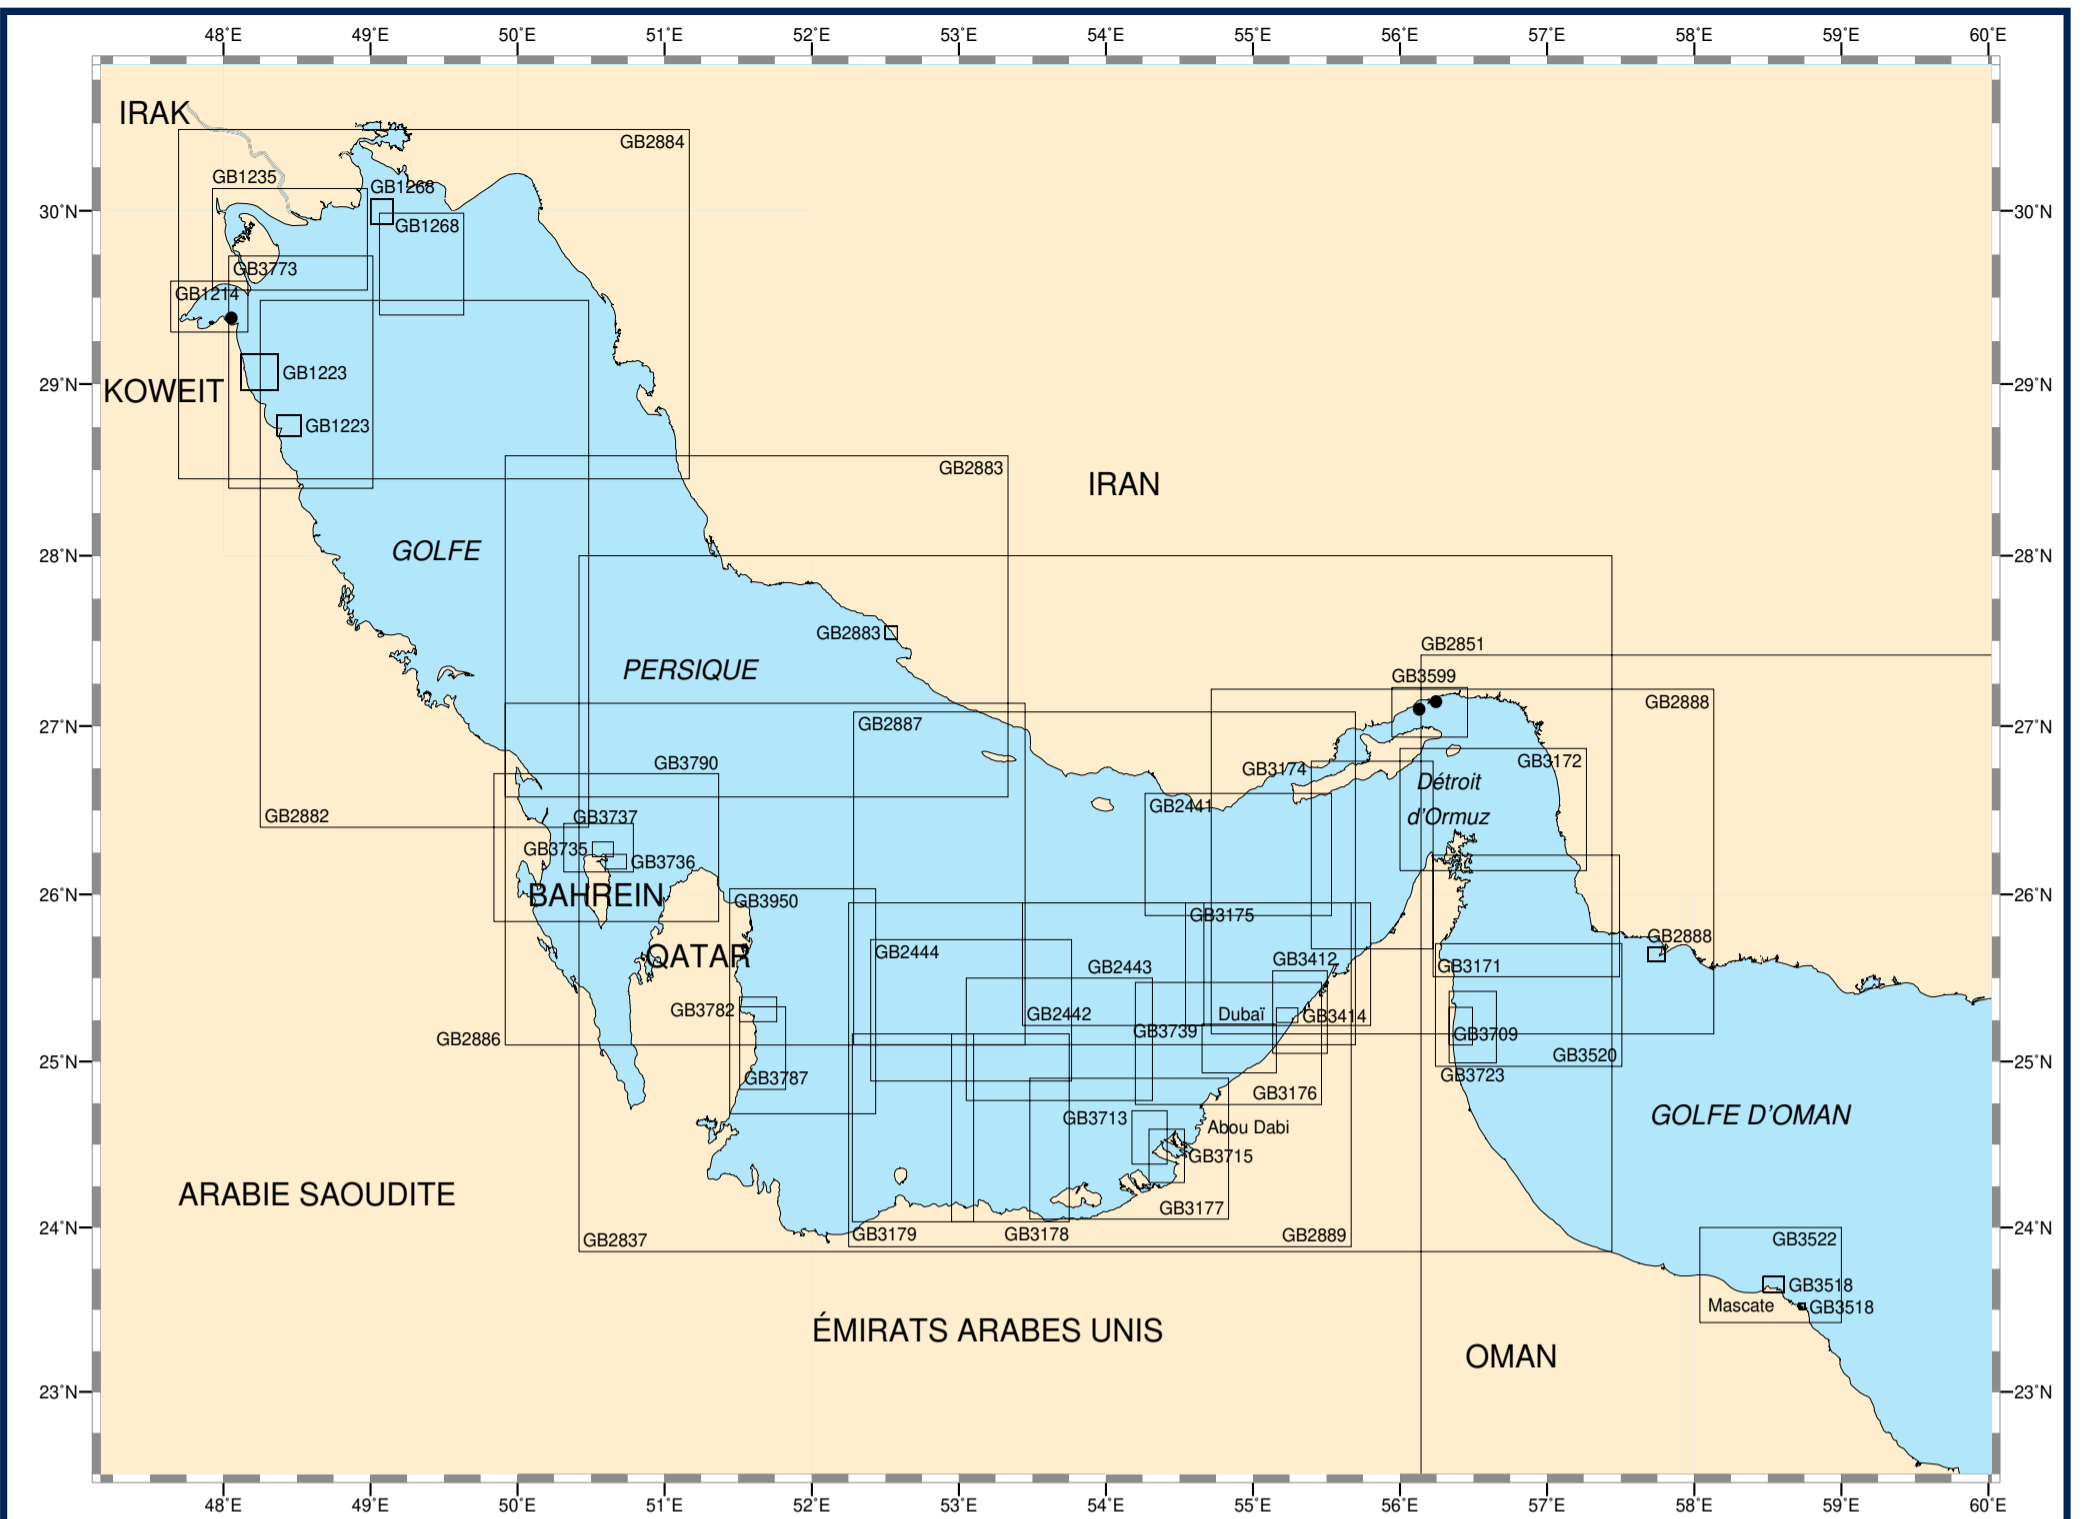 48°E 49°E 50°E 51°E 52°E 53°E 54°E 55°E 56°E 57°E 58°E 59°E 60°E
IRAK
GB2884
GB1235
GB1268
30°N
30°N
GB1268
GB3773
GB1214
GB1223
29°N
29°N
KOWEIT
GB1223
GB2883
IRAN
GOLFE
28°N
28°N
GB2883
GB2851
PERSIQUE
GB3599
GB2888
GB2887
27°N
27°N
GB3790
GB3174
GB3172
Détroit
d'Ormuz
GB2441
GB2882
GB3737
GB3735
GB3736
26°N
26°N
BAHREIN
GB3950
GB3175
GB2888
QATAR
GB2444
GB2443
GB3412
GB3171
GB3782
GB2442
Dubaï
GB3414
GB3739
GB3709
GB2886
25°N
25°N
GB3520
GB3787
GB3723
GB3176
GB3713
Abou Dabi
GOLFE D'OMAN
GB3715
ARABIE SAOUDITE
GB3177
24°N
24°N
GB2837
GB3179
GB3178
GB2889
GB3522
GB3518
Mascate
GB3518
ÉMIRATS ARABES UNIS
OMAN
23°N
23°N
48°E 49°E 50°E 51°E 52°E 53°E 54°E 55°E 56°E 57°E 58°E 59°E 60°E